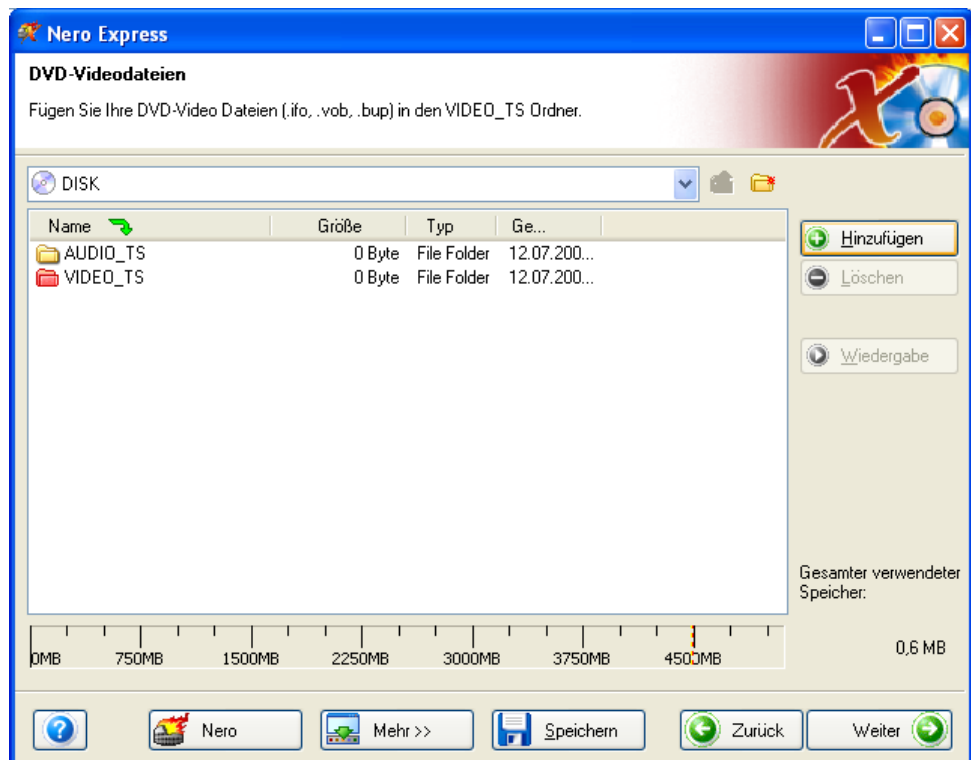 Nero Express
DVD-Videodateien
Fügen Sie Ihre DVD-Video Dateien (.ifo, .vob, .bup) in den VIDEO_TS Ordner.
DISK
Name Größe Typ Ge...
AUDIO_TS 0 Byte File Folder 12.07.200...
VIDEO_TS 0 Byte File Folder 12.07.200...
Hinzufügen
Löschen
Wiedergabe
Gesamter verwendeter
Speicher:
0MB 750MB 1500MB 2250MB 3000MB 3750MB 4500MB
0,6 MB
Nero
Mehr >>
Speichern
Zurück
Weiter